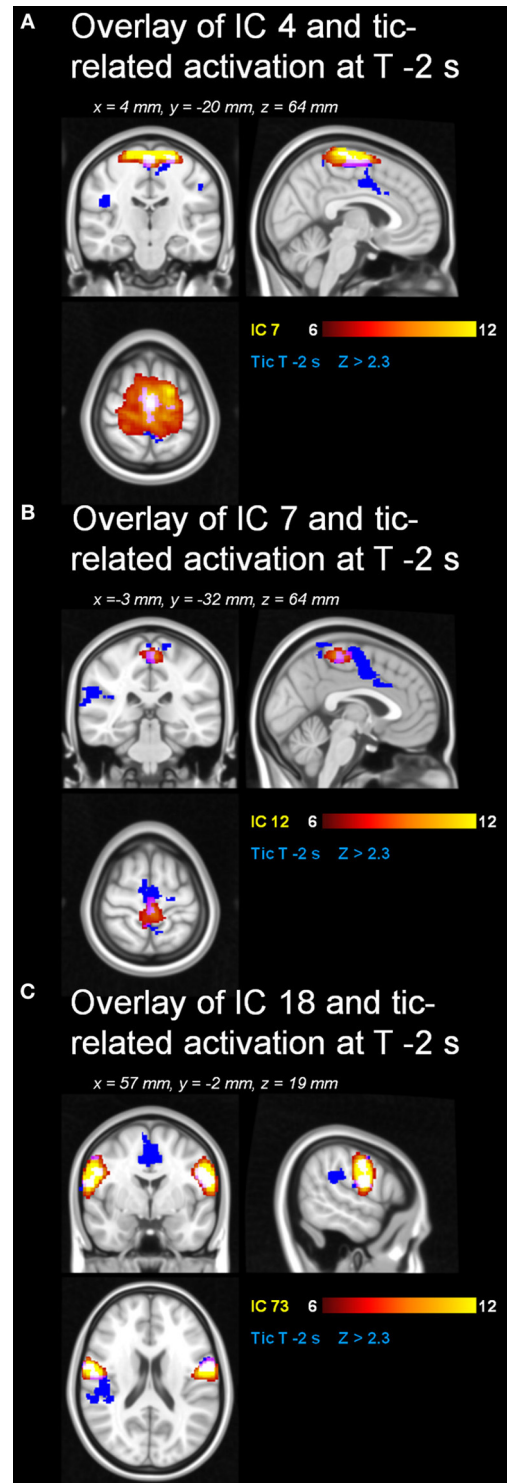 A Overlay of IC 4 and tic-
related activation at T -2 s
x = 4 mm, y = -20 mm, z = 64 mm
IC 7 6 12
Tic T -2 s Z > 2.3
B Overlay of IC 7 and tic-
related activation at T -2 s
x =-3 mm, y = -32 mm, z = 64 mm
IC 12 6 12
Tic T -2 s Z > 2.3
C Overlay of IC 18 and tic-
related activation at T -2 s
x = 57 mm, y = -2 mm, z = 19 mm
IC 73 6 12
Tic T -2 s Z > 2.3